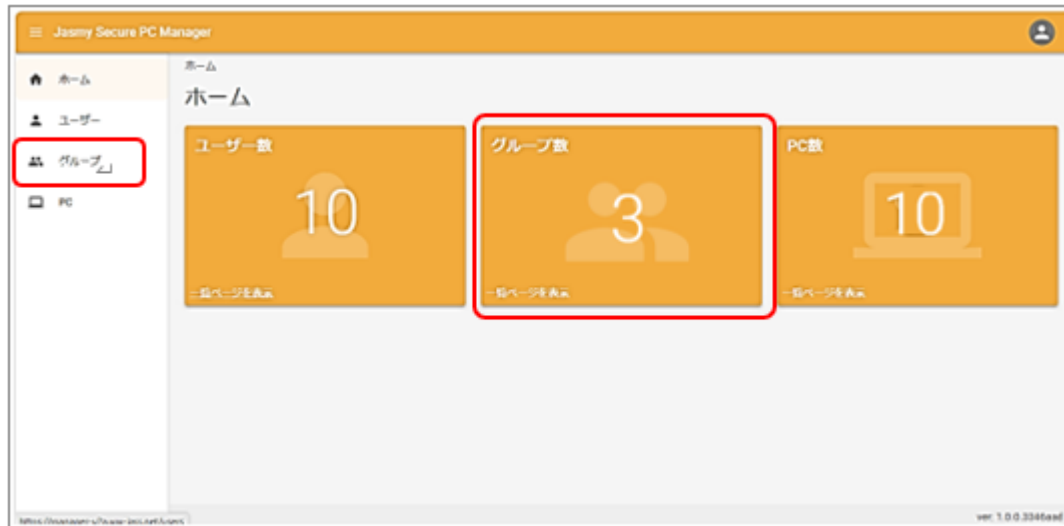 Jasmy Secure PC Manager
ホーム
ユーザー
グループ
PC
ホーム
ホーム
ユーザー数
10
一覧ページを表示
グループ数
3
一覧ページを表示
PC数
10
一覧ページを表示